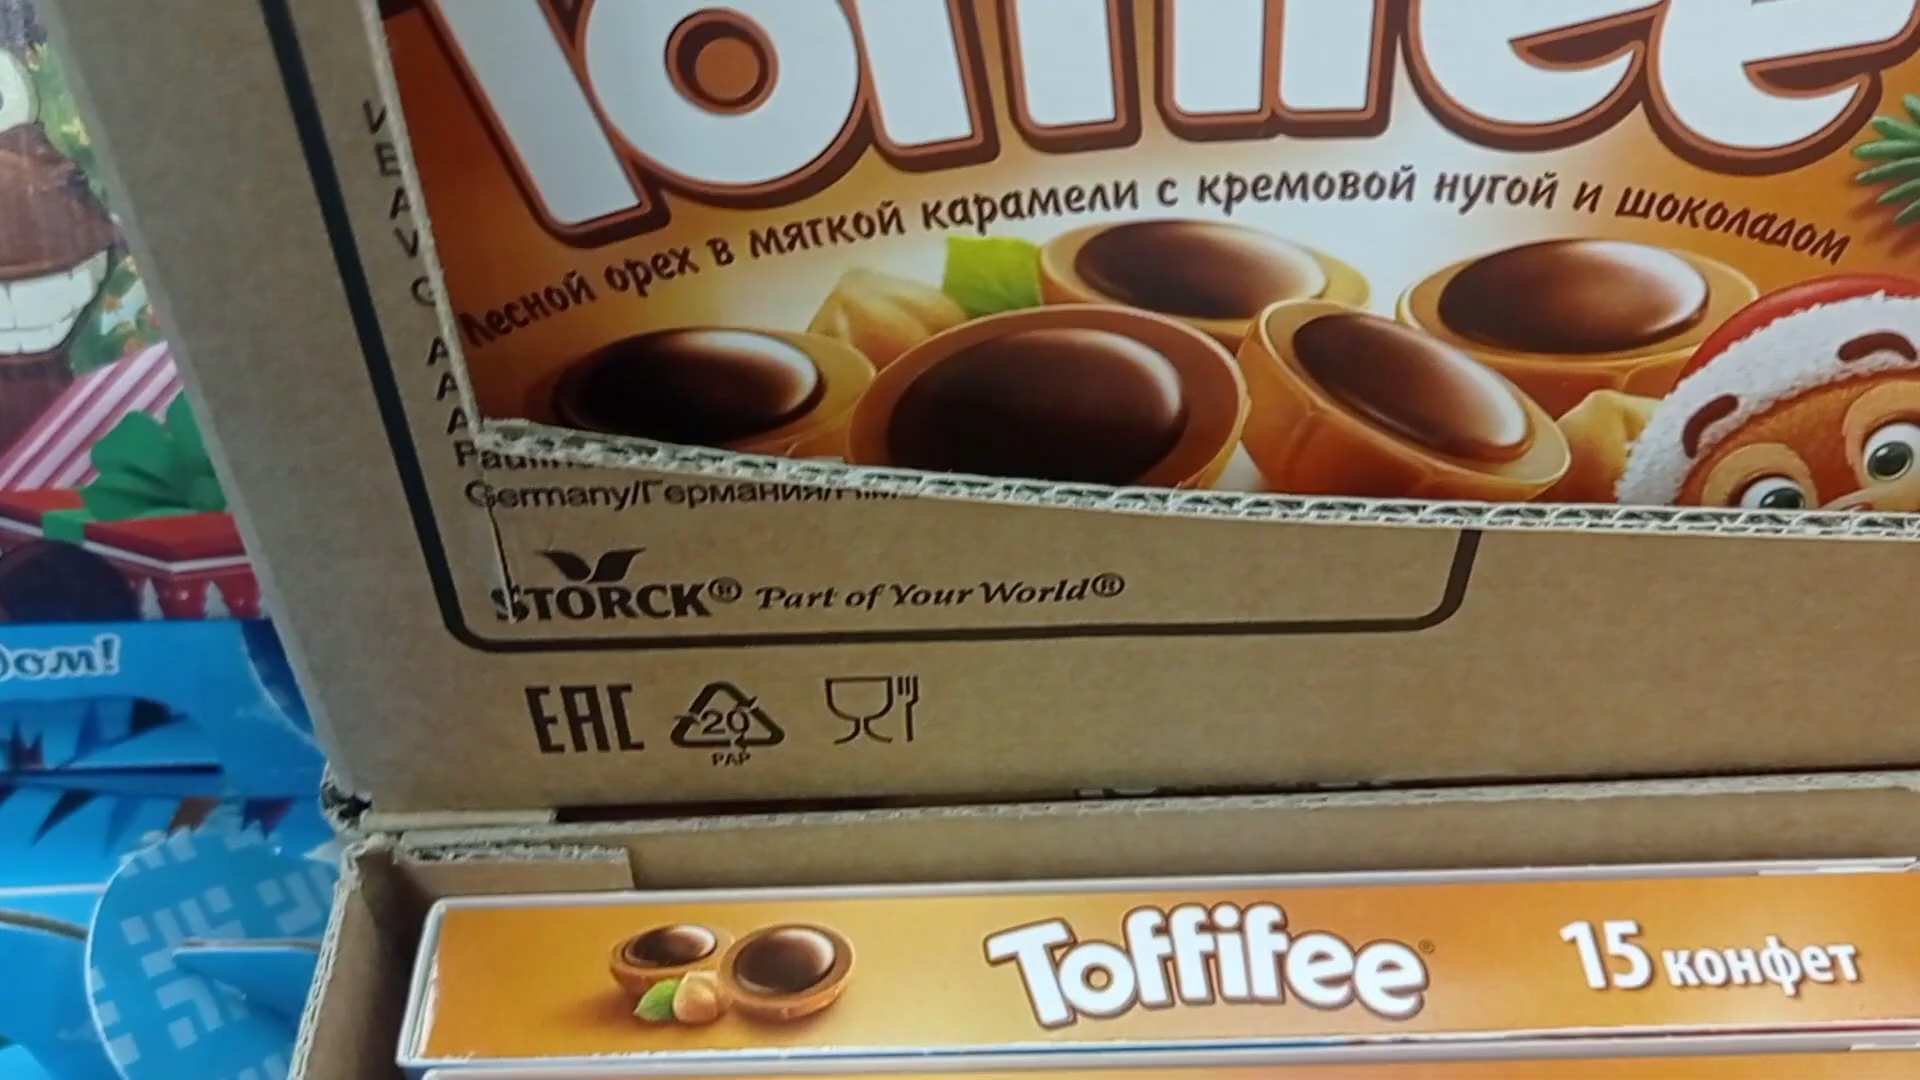 Toffifee
Лесной орех в мягкой карамели с кремовой нугой и шоколадом
Germany/Германия/
STORCK® Part of Your World®
EAC
20
PAP
Toffifee®
15 конфет